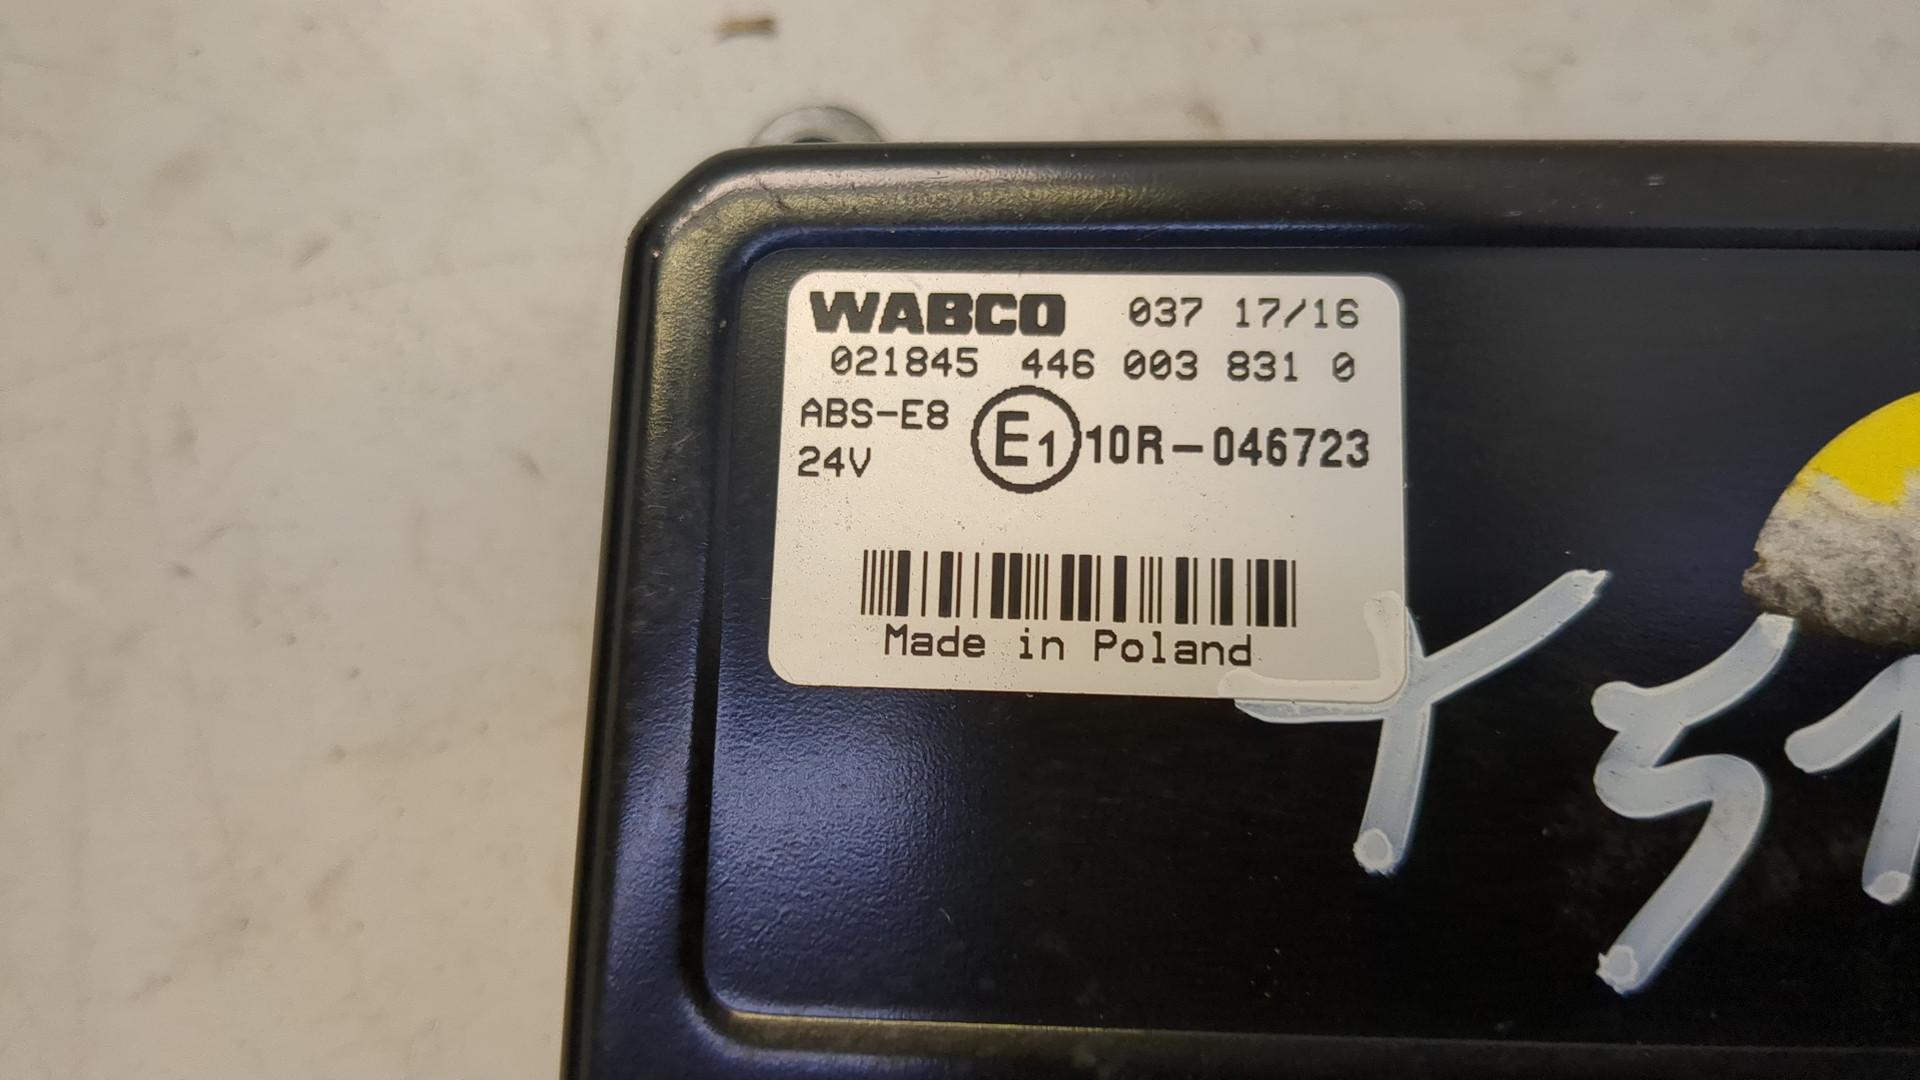 WABCO 037 17/16
021845 446 003 831 0
ABS-E8
24V
E1 10R-046723
Made in Poland